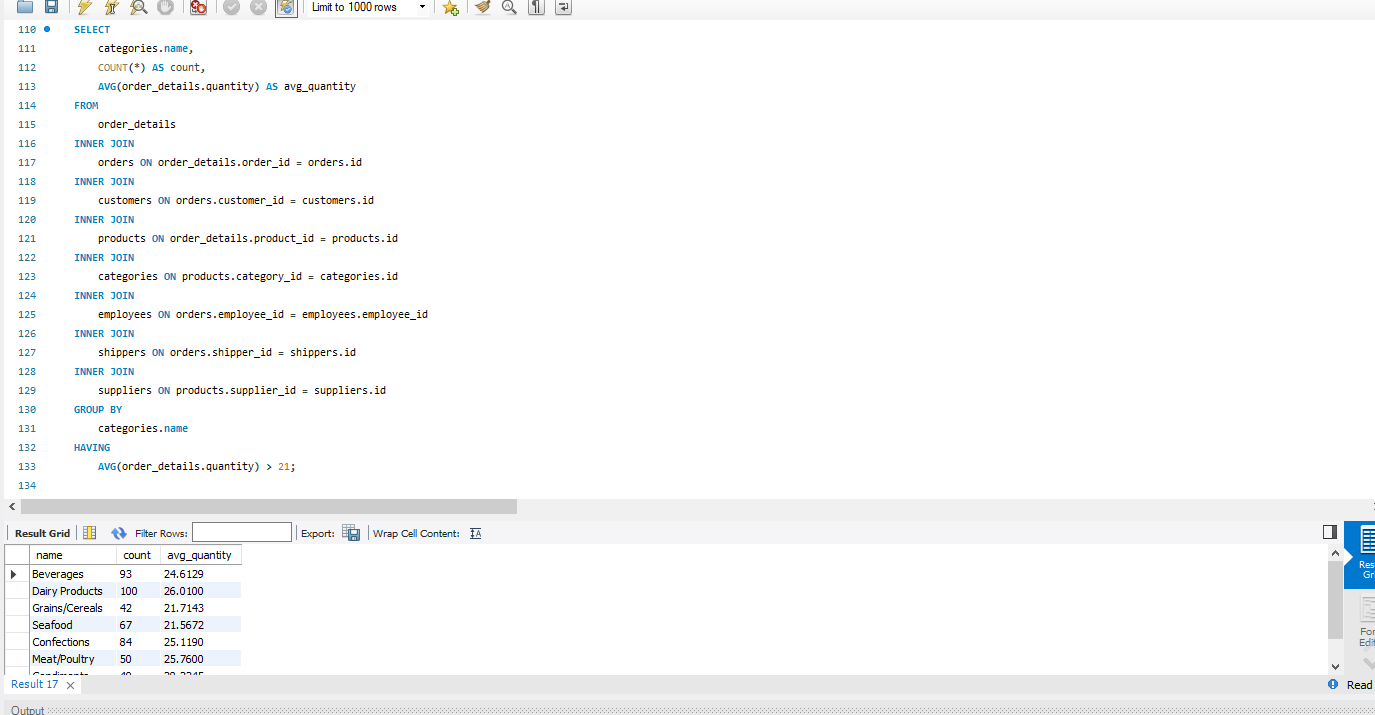 Limit to 1000 rows
110 SELECT
111 categories.name,
112 COUNT(*) AS count,
113 AVG(order_details.quantity) AS avg_quantity
114 FROM
115 order_details
116 INNER JOIN
117 orders ON order_details.order_id = orders.id
118 INNER JOIN
119 customers ON orders.customer_id = customers.id
120 INNER JOIN
121 products ON order_details.product_id = products.id
122 INNER JOIN
123 categories ON products.category_id = categories.id
124 INNER JOIN
125 employees ON orders.employee_id = employees.employee_id
126 INNER JOIN
127 shippers ON orders.shipper_id = shippers.id
128 INNER JOIN
129 suppliers ON products.supplier_id = suppliers.id
130 GROUP BY
131 categories.name
132 HAVING
133 AVG(order_details.quantity) > 21;
134
Result Grid Filter Rows: Export: Wrap Cell Content: IA
name count avg_quantity
Beverages 93 24.6129
Dairy Products 100 26.0100
Grains/Cereals 42 21.7143
Seafood 67 21.5672
Confections 84 25.1190
Meat/Poultry 50 25.7600
Res
Gr
For
Edit
Result 17 Read
Output